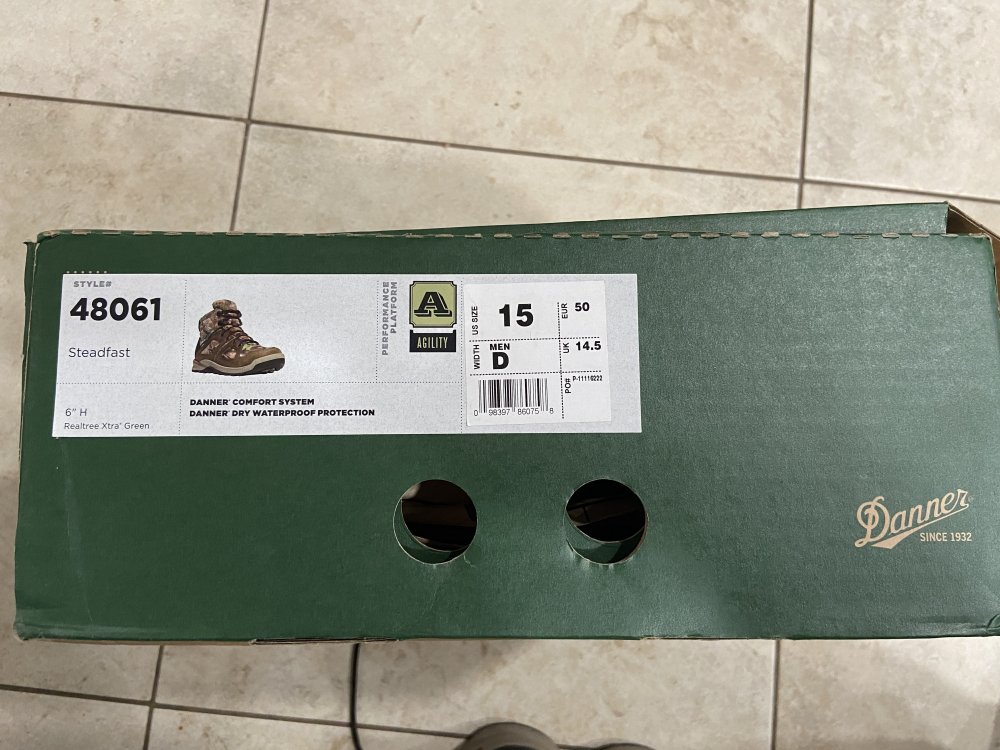 STYLE#
48061
Steadfast
6" H
Realtree Xtra® Green
DANNER® COMFORT SYSTEM
DANNER® DRY WATERPROOF PROTECTION
PERFORMANCE
PLATFORM
A
AGILITY
US SIZE
15
EUR
50
WIDTH
MEN
D
UK
14.5
0 98397 86075 8
PO# P-11116222
Danner®
SINCE 1932